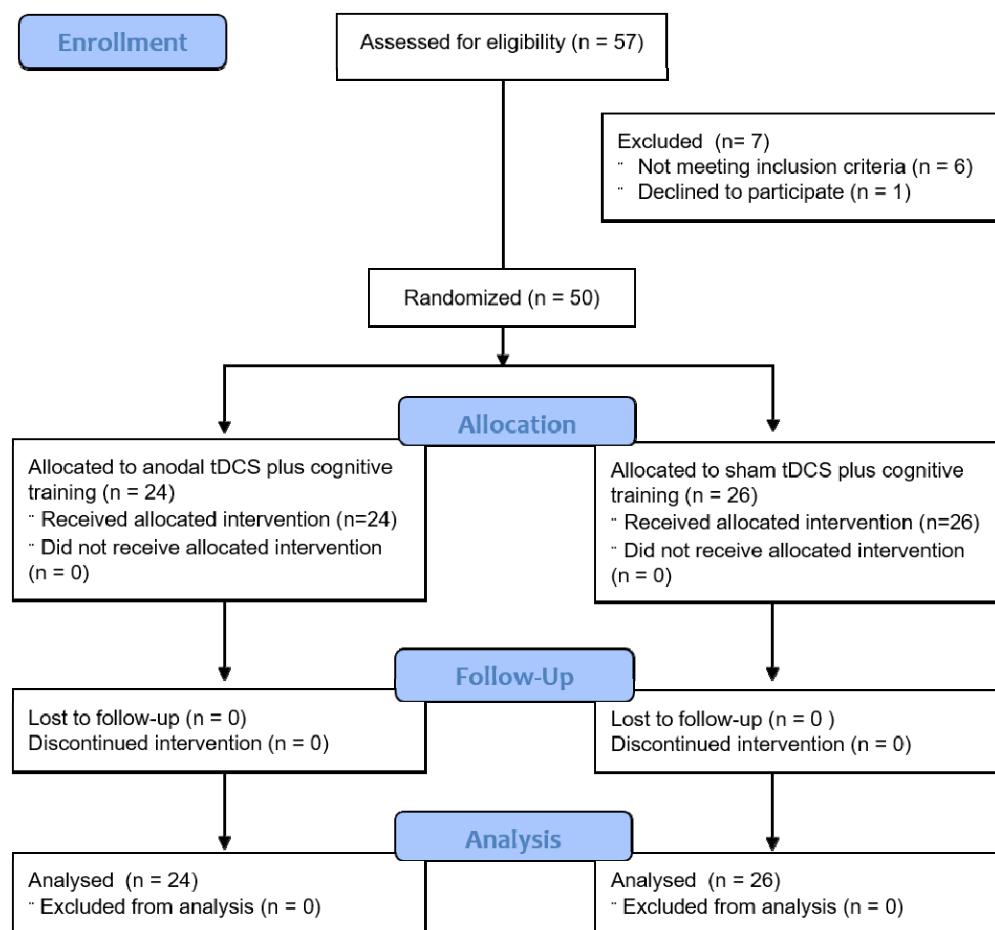 Enrollment
Assessed for eligibility (n = 57)
Excluded  (n= 7)
¨ Not meeting inclusion criteria (n = 6)
¨ Declined to participate (n = 1)
Randomized (n = 50)
Allocation
Allocated to anodal tDCS plus cognitive
training (n = 24)
¨ Received allocated intervention (n=24)
¨ Did not receive allocated intervention
(n = 0)
Allocated to sham tDCS plus cognitive
training (n = 26)
¨ Received allocated intervention (n=26)
¨ Did not receive allocated intervention
(n = 0)
Follow-Up
Lost to follow-up (n = 0)
Discontinued intervention (n = 0)
Lost to follow-up (n = 0 )
Discontinued intervention (n = 0)
Analysis
Analysed  (n = 24)
¨ Excluded from analysis (n = 0)
Analysed  (n = 26)
¨ Excluded from analysis (n = 0)